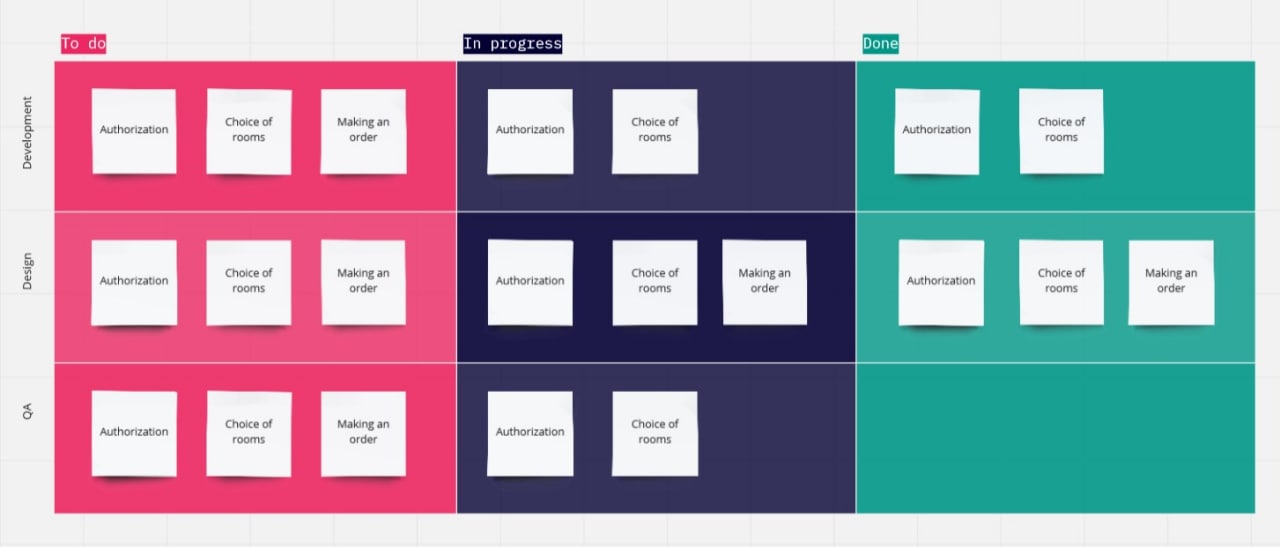 To do
In progress
Done
Development
Authorization
Choice of
rooms
Making an
order
Authorization
Choice of
rooms
Authorization
Choice of
rooms
Design
Authorization
Choice of
rooms
Making an
order
Authorization
Choice of
rooms
Making an
order
Authorization
Choice of
rooms
Making an
order
QA
Authorization
Choice of
rooms
Making an
order
Authorization
Choice of
rooms